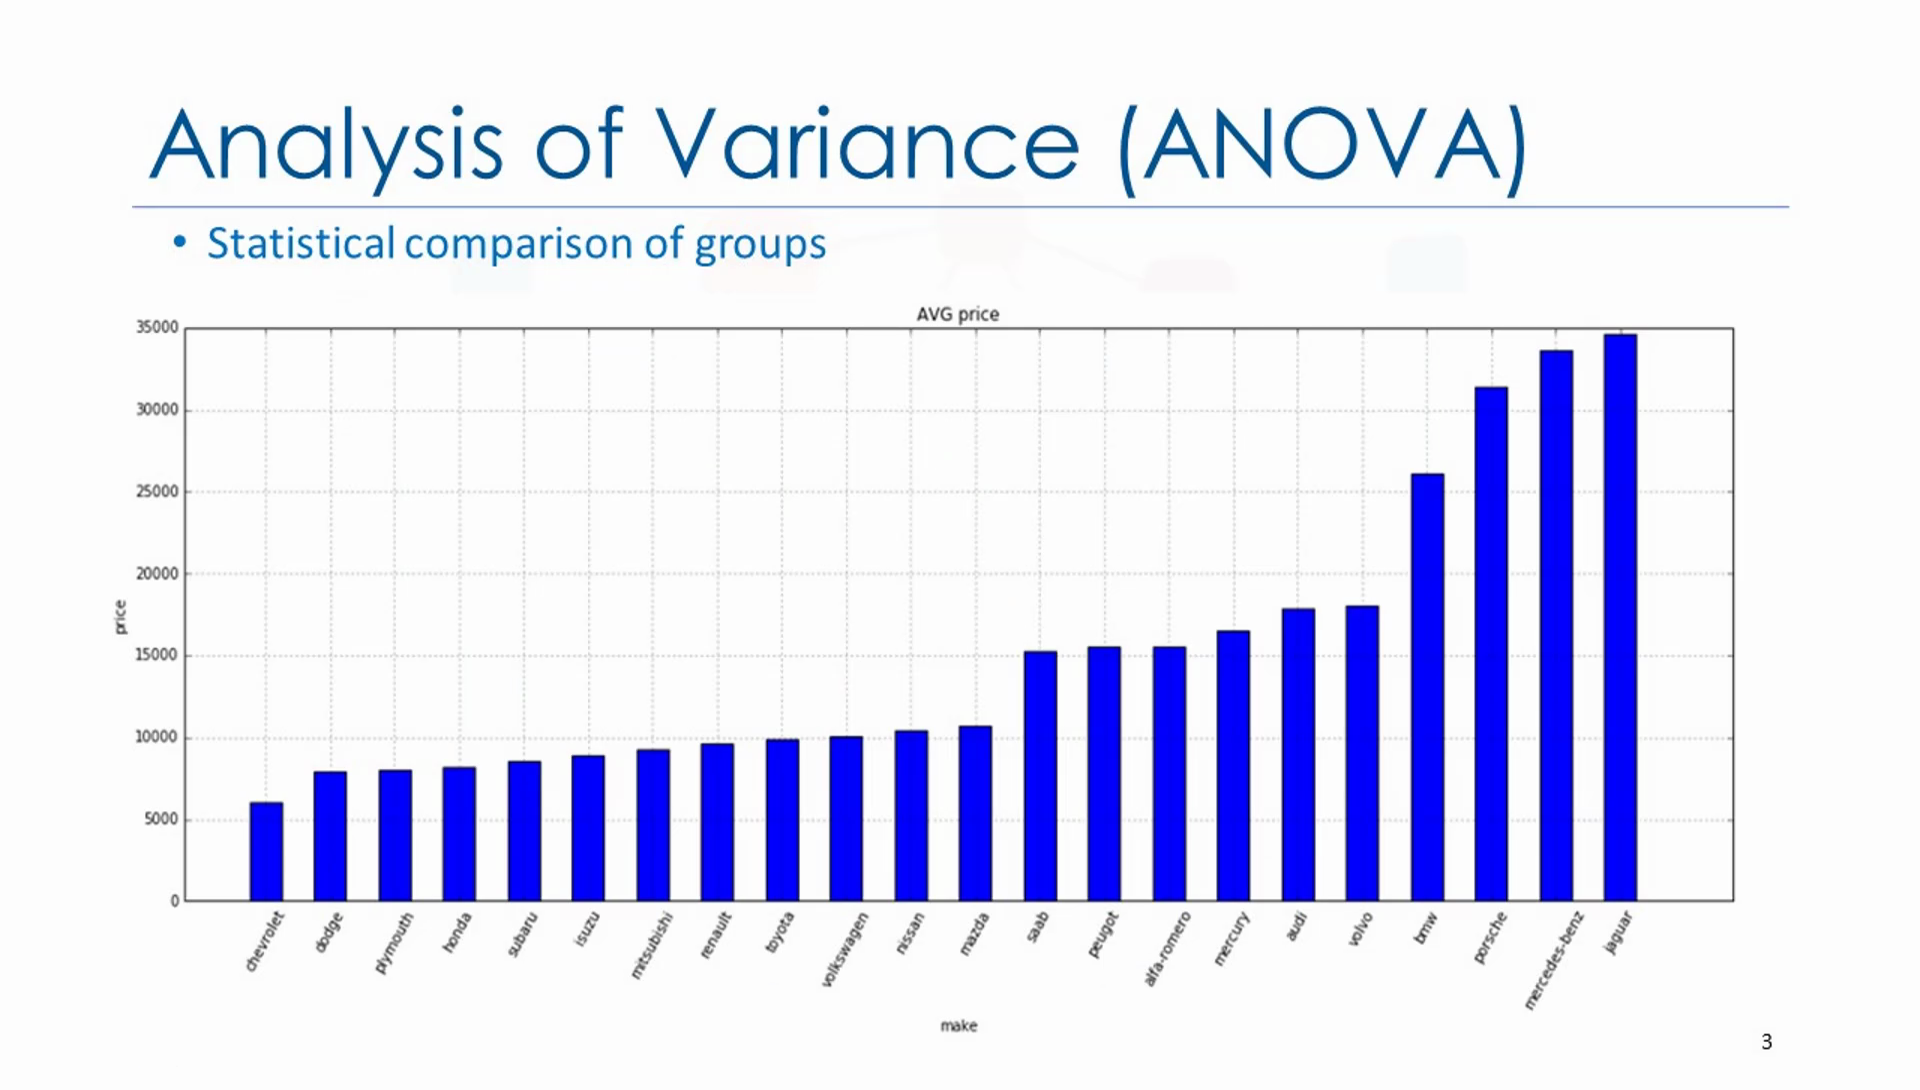 Analysis of Variance (ANOVA)
• Statistical comparison of groups
AVG price
35000
30000
25000
20000
15000
10000
5000
0
price
chevrolet
dodge
plymouth
honda
subaru
isuzu
mitsubishi
renault
toyota
volkswagen
nissan
mazda
saab
peugot
alfa-romero
mercury
audi
volvo
bmw
porsche
mercedes-benz
jaguar
make
3